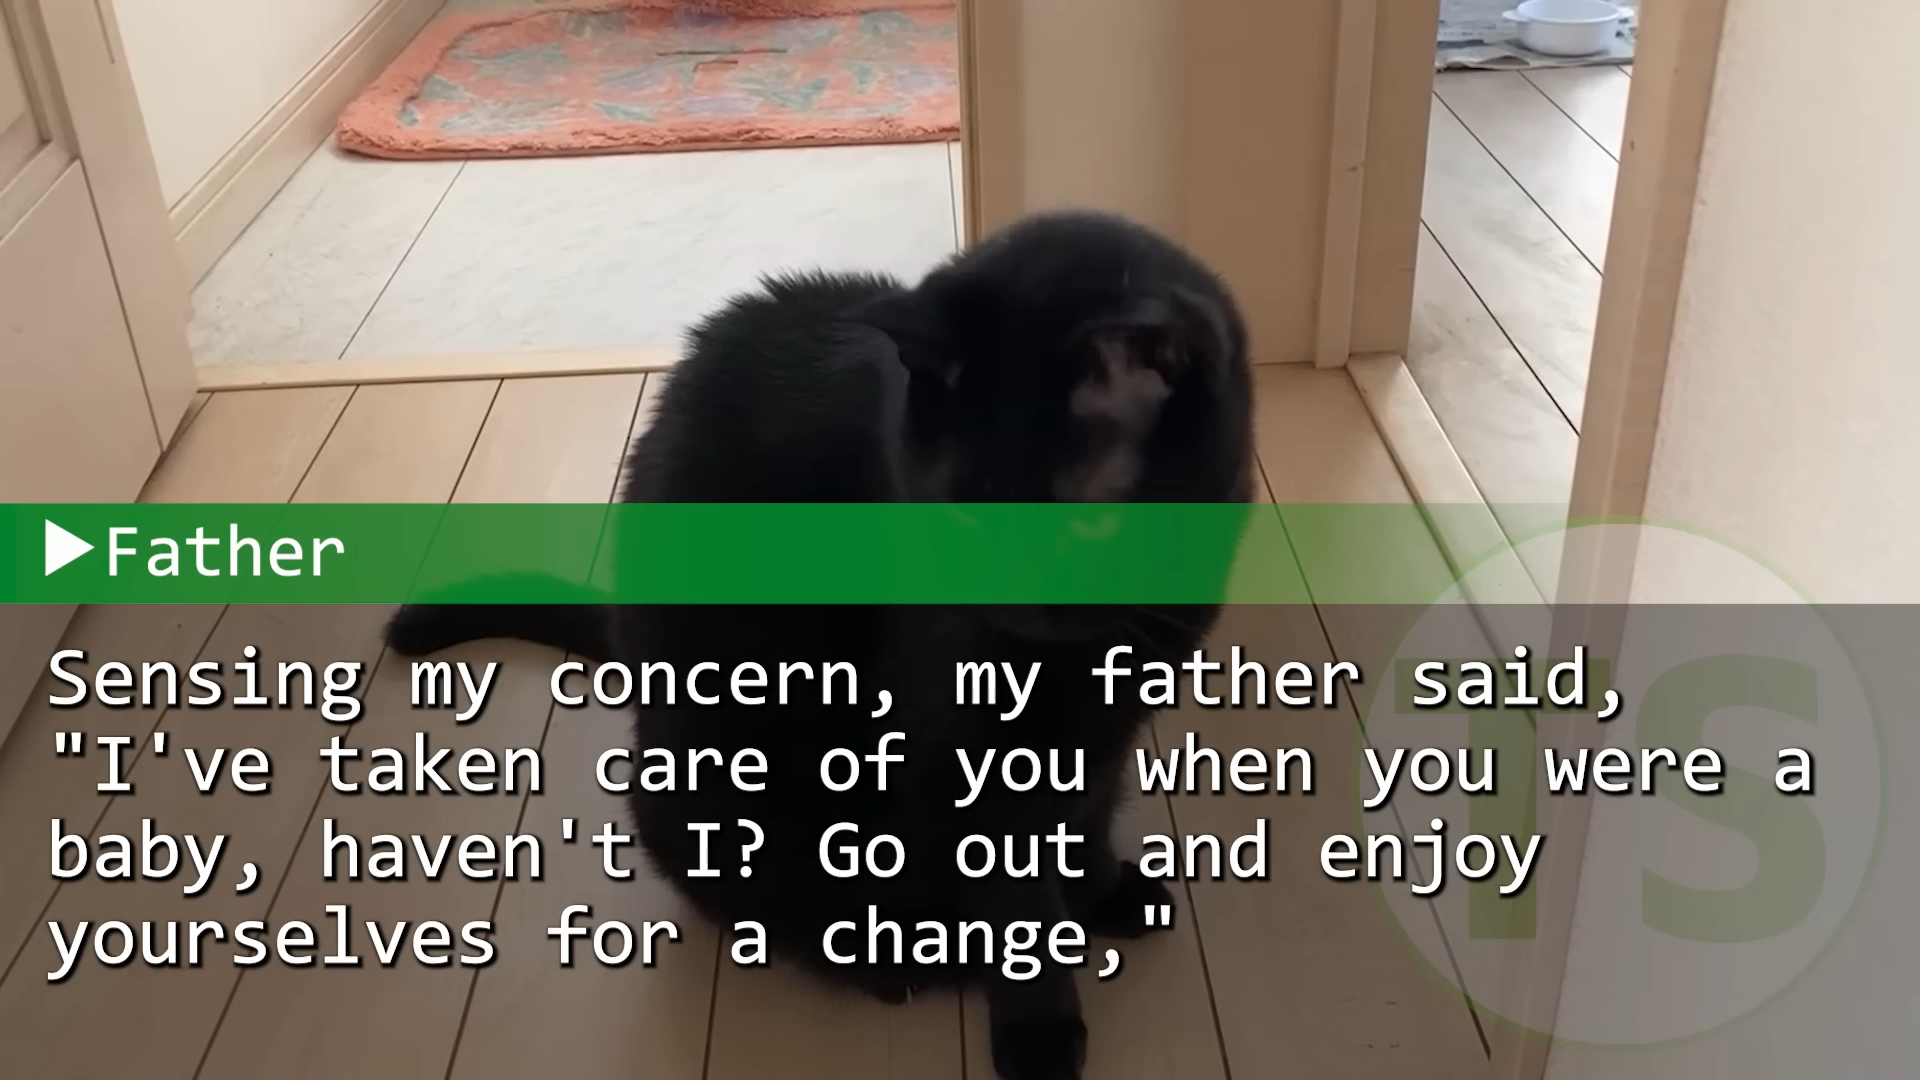 ▶Father
Sensing my concern, my father said,
"I've taken care of you when you were a
baby, haven't I? Go out and enjoy
yourselves for a change,"
TS